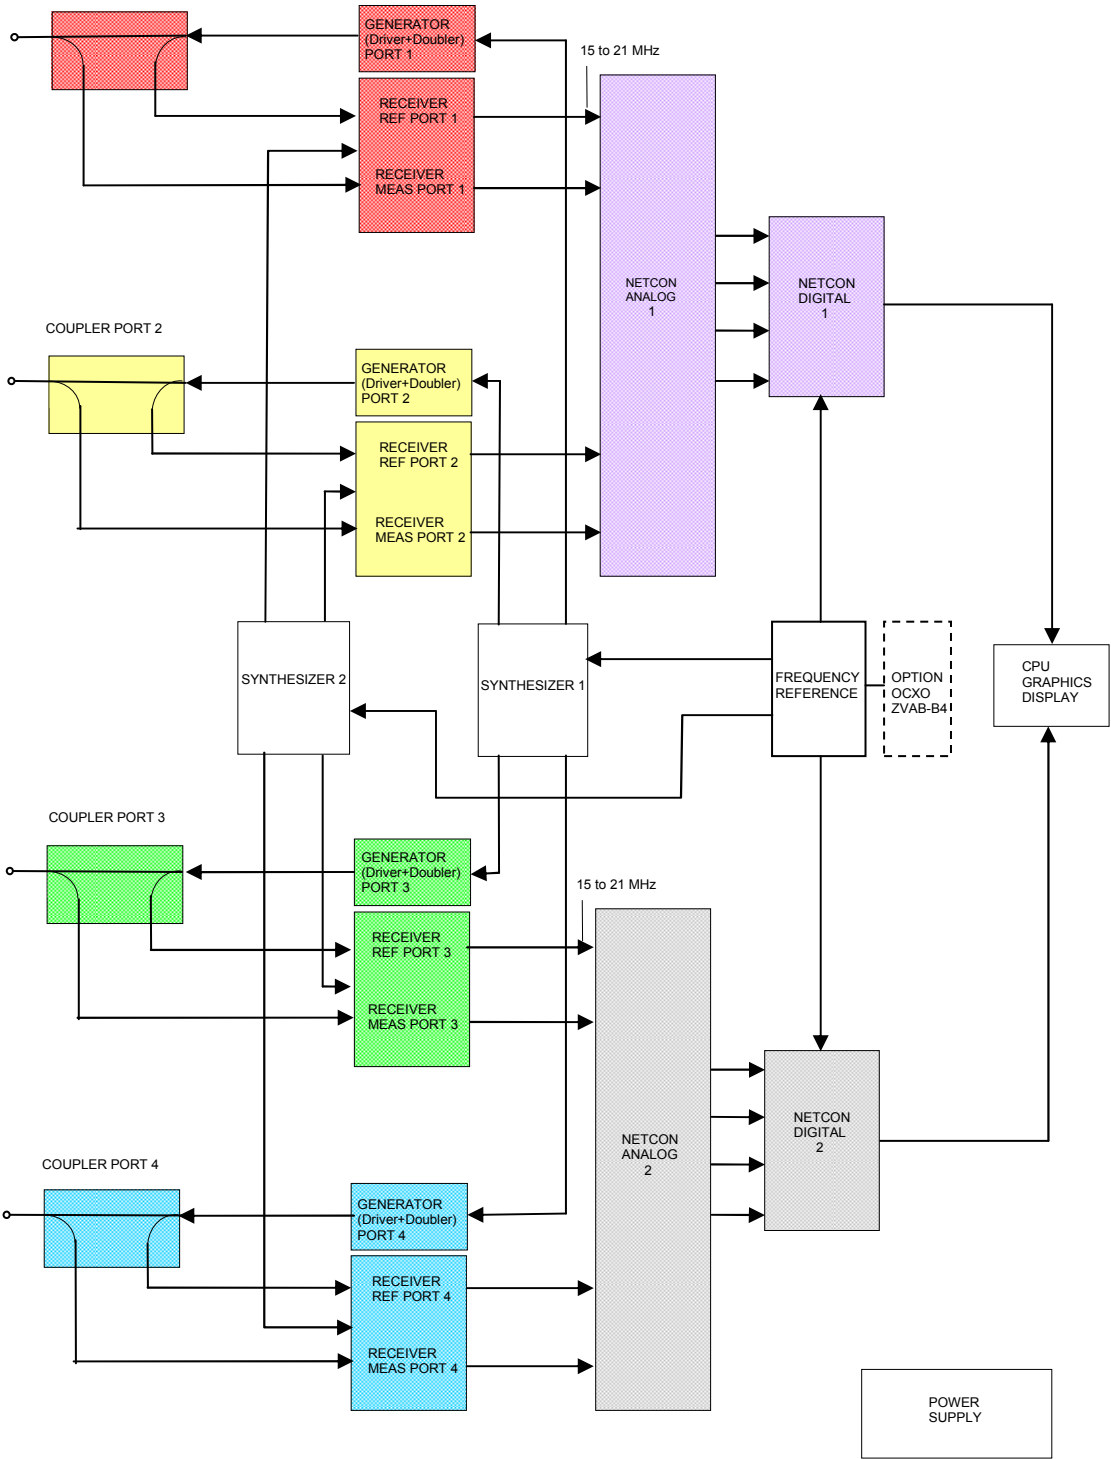 GENERATOR
(Driver+Doubler)
PORT 1
15 to 21 MHz
RECEIVER
REF PORT 1
RECEIVER
MEAS PORT 1
NETCON
ANALOG
1
NETCON
DIGITAL
1
COUPLER PORT 2
GENERATOR
(Driver+Doubler)
PORT 2
RECEIVER
REF PORT 2
RECEIVER
MEAS PORT 2
SYNTHESIZER 2
SYNTHESIZER 1
FREQUENCY
REFERENCE
OPTION
OCXO
ZVAB-B4
CPU
GRAPHICS
DISPLAY
COUPLER PORT 3
GENERATOR
(Driver+Doubler)
PORT 3
15 to 21 MHz
RECEIVER
REF PORT 3
RECEIVER
MEAS PORT 3
NETCON
ANALOG
2
NETCON
DIGITAL
2
COUPLER PORT 4
GENERATOR
(Driver+Doubler)
PORT 4
RECEIVER
REF PORT 4
RECEIVER
MEAS PORT 4
POWER
SUPPLY